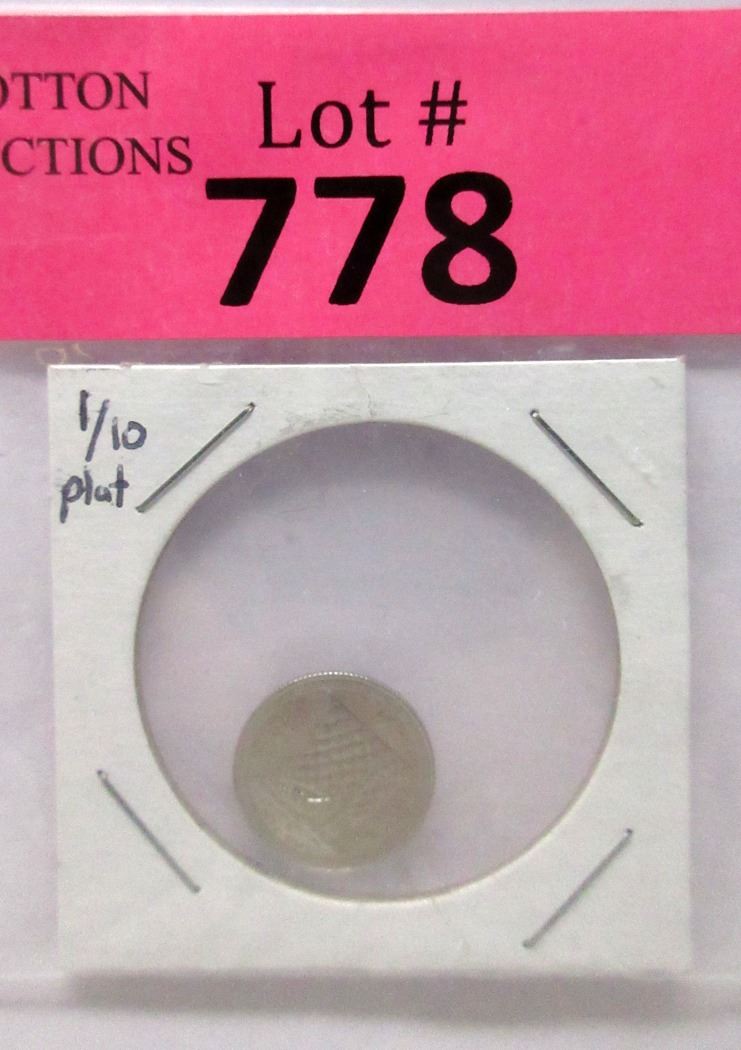 OTTON
CTIONS
Lot #
778
1/10
plat